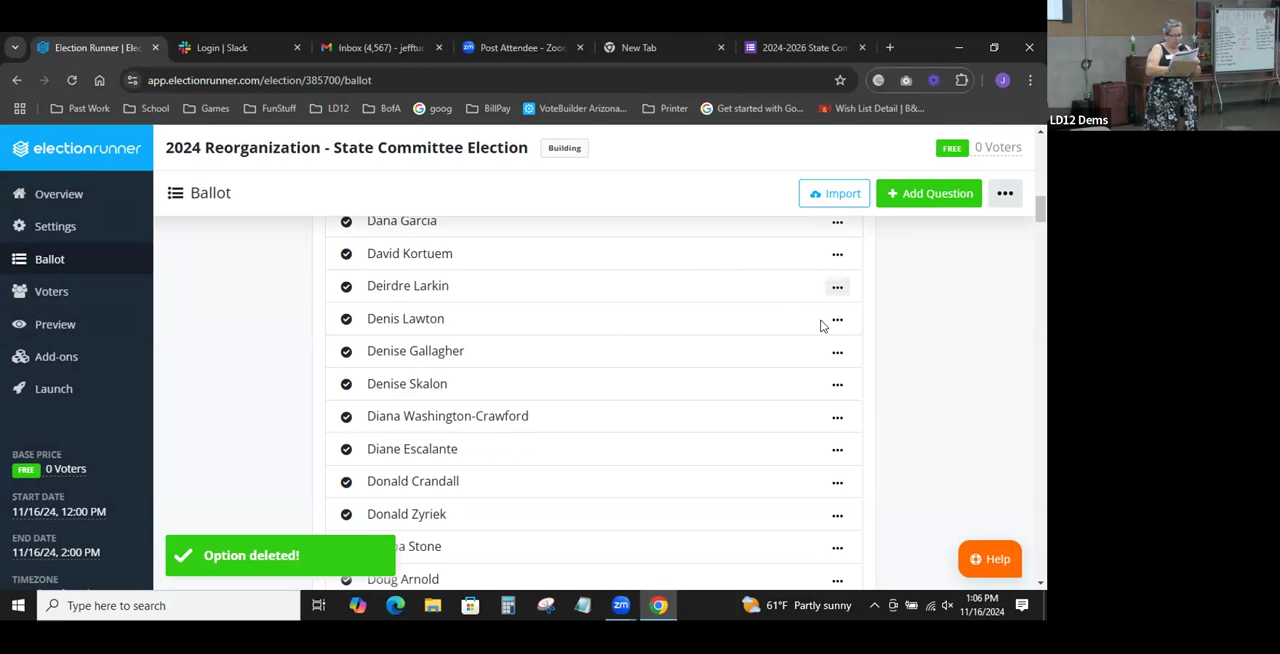 Election Runner | Elec
Login | Slack
Inbox (4,567) - jefftuc
Post Attendee - Zoo
New Tab
2024-2026 State Com
app.electionrunner.com/election/385700/ballot
J
Past Work
School
Games
FunStuff
LD12
BofA
goog
BillPay
VoteBuilder Arizona...
Printer
Get started with Go...
Wish List Detail | B&...
LD12 Dems
electionrunner
2024 Reorganization - State Committee Election
Building
FREE 0 Voters
Ballot
Import
Add Question
Overview
Settings
Ballot
Voters
Preview
Add-ons
Launch
BASE PRICE
FREE 0 Voters
START DATE
11/16/24, 12:00 PM
END DATE
11/16/24, 2:00 PM
TIMEZONE
Dana Garcia
David Kortuem
Deirdre Larkin
Denis Lawton
Denise Gallagher
Denise Skalon
Diana Washington-Crawford
Diane Escalante
Donald Crandall
Donald Zyriek
a Stone
Doug Arnold
Option deleted!
Help
Type here to search
zm
61°F Partly sunny
1:06 PM
11/16/2024